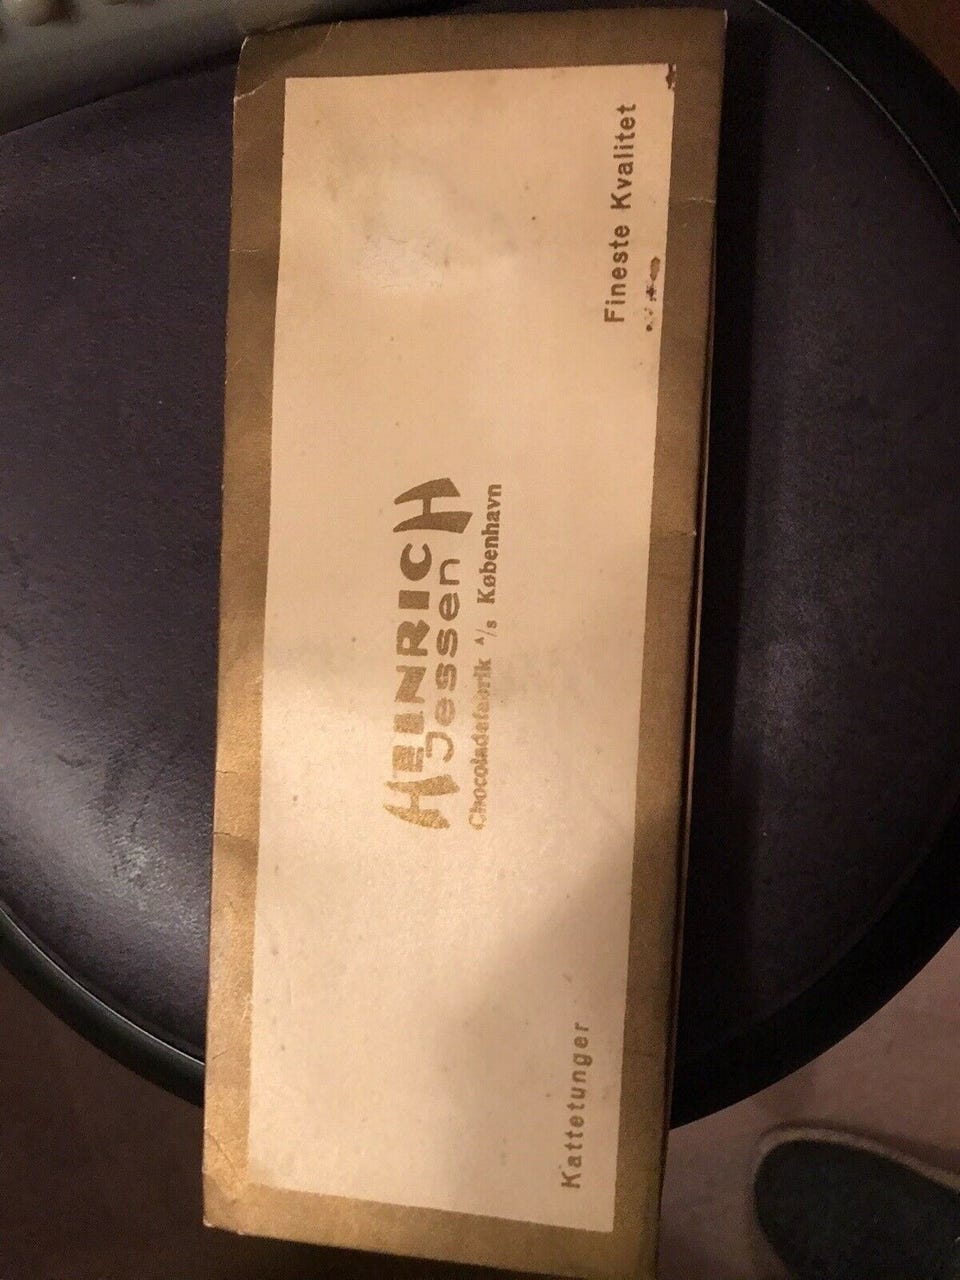 Fineste Kvalitet
HEINRICH
Jessen
Chocoladefabrik A/s København
Kattetunger